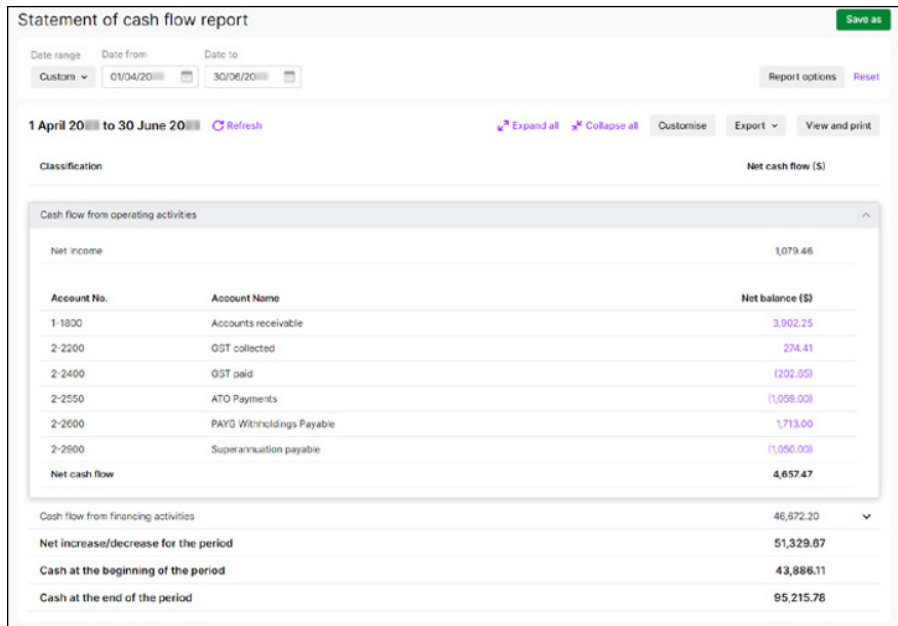 Statement of cash flow report
Save as
Date range Date from Date to
Custom 01/04/20 30/06/20 Report options Reset
1 April 20 to 30 June 20 Refresh Expand all Collapse all Customise Export View and print
Classification Net cash flow ($)
Cash flow from operating activities
Net income 1,079.46
Account No. Account Name Net balance ($)
1-1800 Accounts receivable 3,902.25
2-2200 GST collected 274.41
2-2400 GST paid (202.65)
2-2550 ATO Payments (1,059.00)
2-2600 PAYG Withholdings Payable 1,713.00
2-2900 Superannuation payable (1,050.00)
Net cash flow 4,657.47
Cash flow from financing activities 46,672.20
Net increase/decrease for the period 51,329.67
Cash at the beginning of the period 43,886.11
Cash at the end of the period 95,215.78